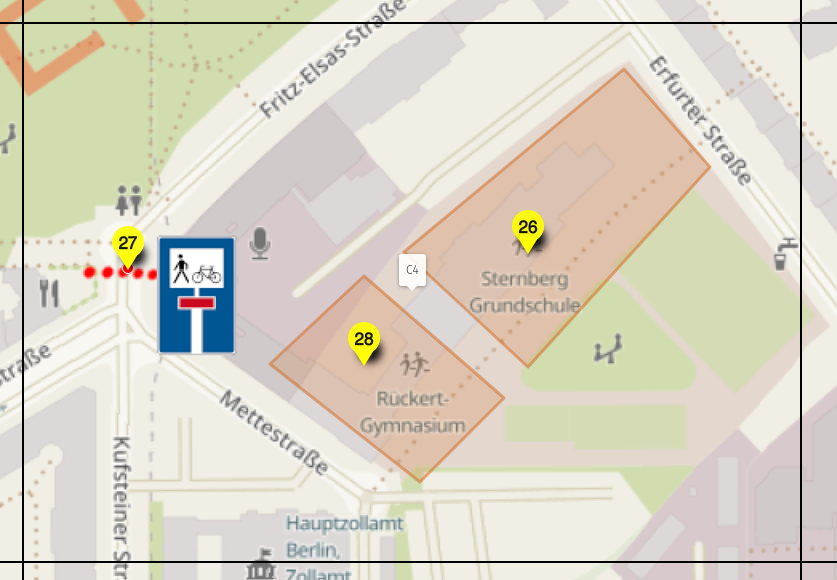 Fritz-Elsas-Straße
Erfurter Straße
26
27
C4
Sternberg
Grundschule
28
Rückert-
Gymnasium
straße
Mettestraße
Kufsteiner Str
Hauptzollamt
Berlin,
Zollamt